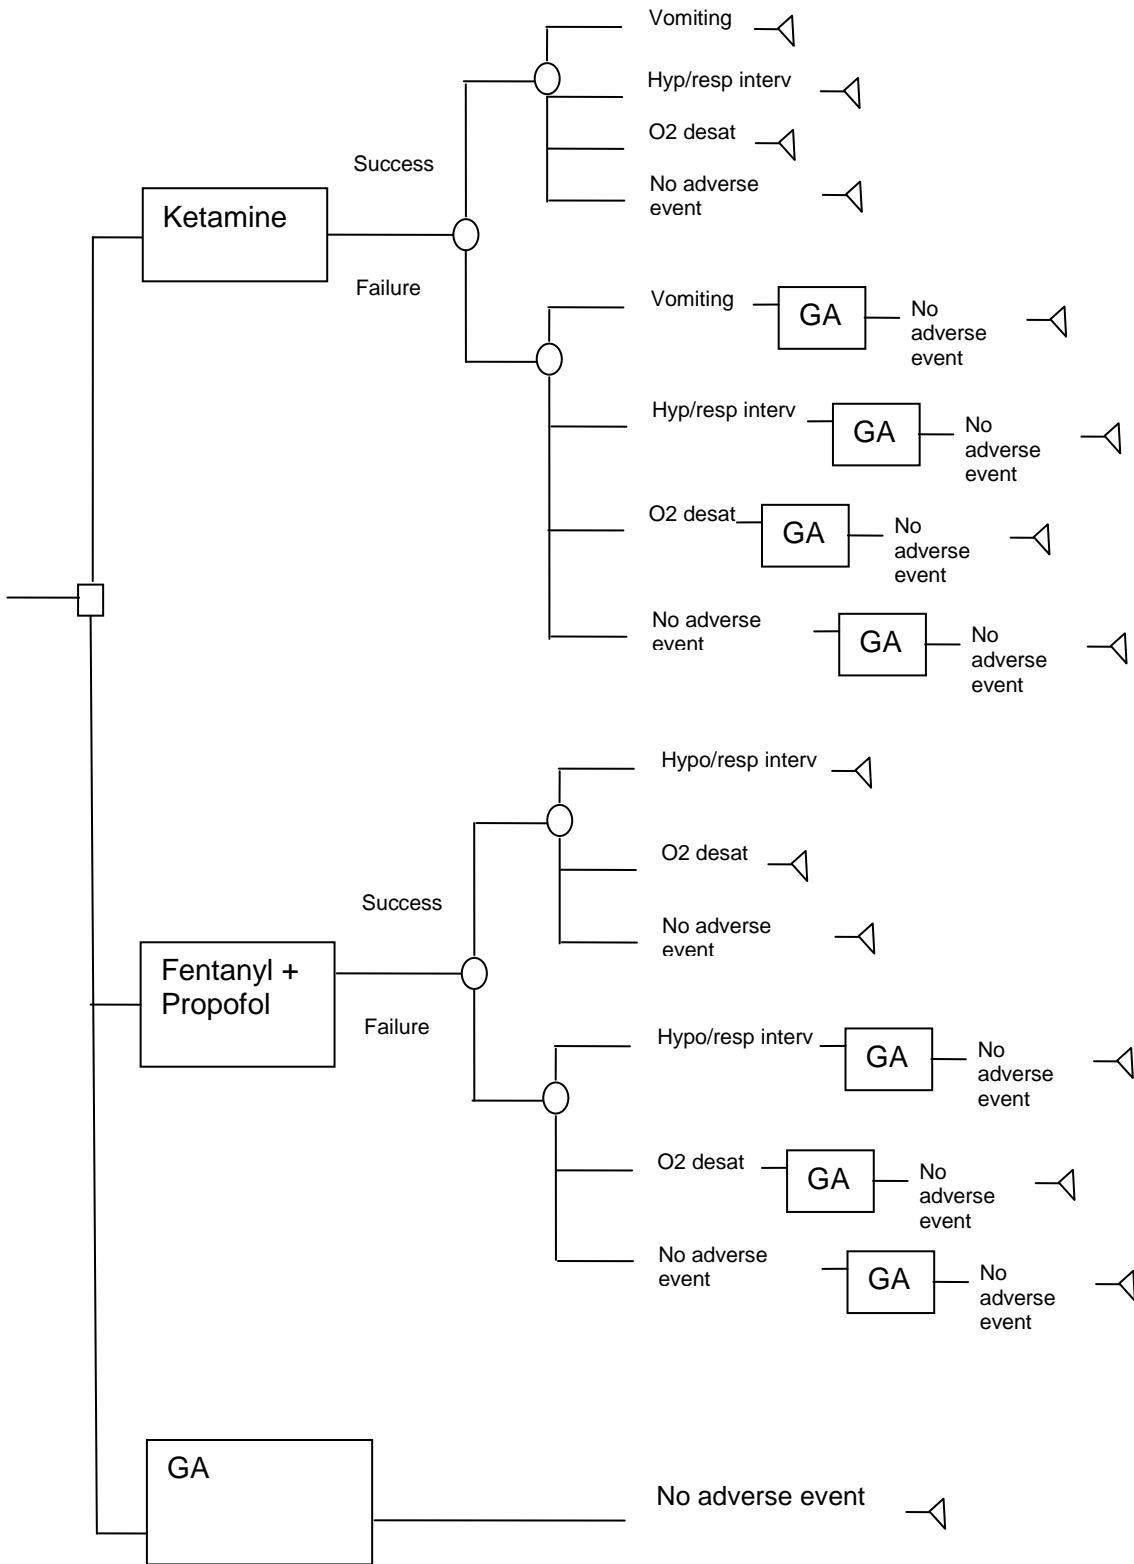 Vomiting
Hyp/resp interv
O2 desat
No adverse
event
Success
Ketamine
Failure
Vomiting
GA
No
adverse
event
Hyp/resp interv
GA
No
adverse
event
O2 desat
GA
No
adverse
event
No adverse
event
GA
No
adverse
event
Hypo/resp interv
O2 desat
No adverse
event
Success
Fentanyl +
Propofol
Failure
Hypo/resp interv
GA
No
adverse
event
O2 desat
GA
No
adverse
event
No adverse
event
GA
No
adverse
event
GA
No adverse event